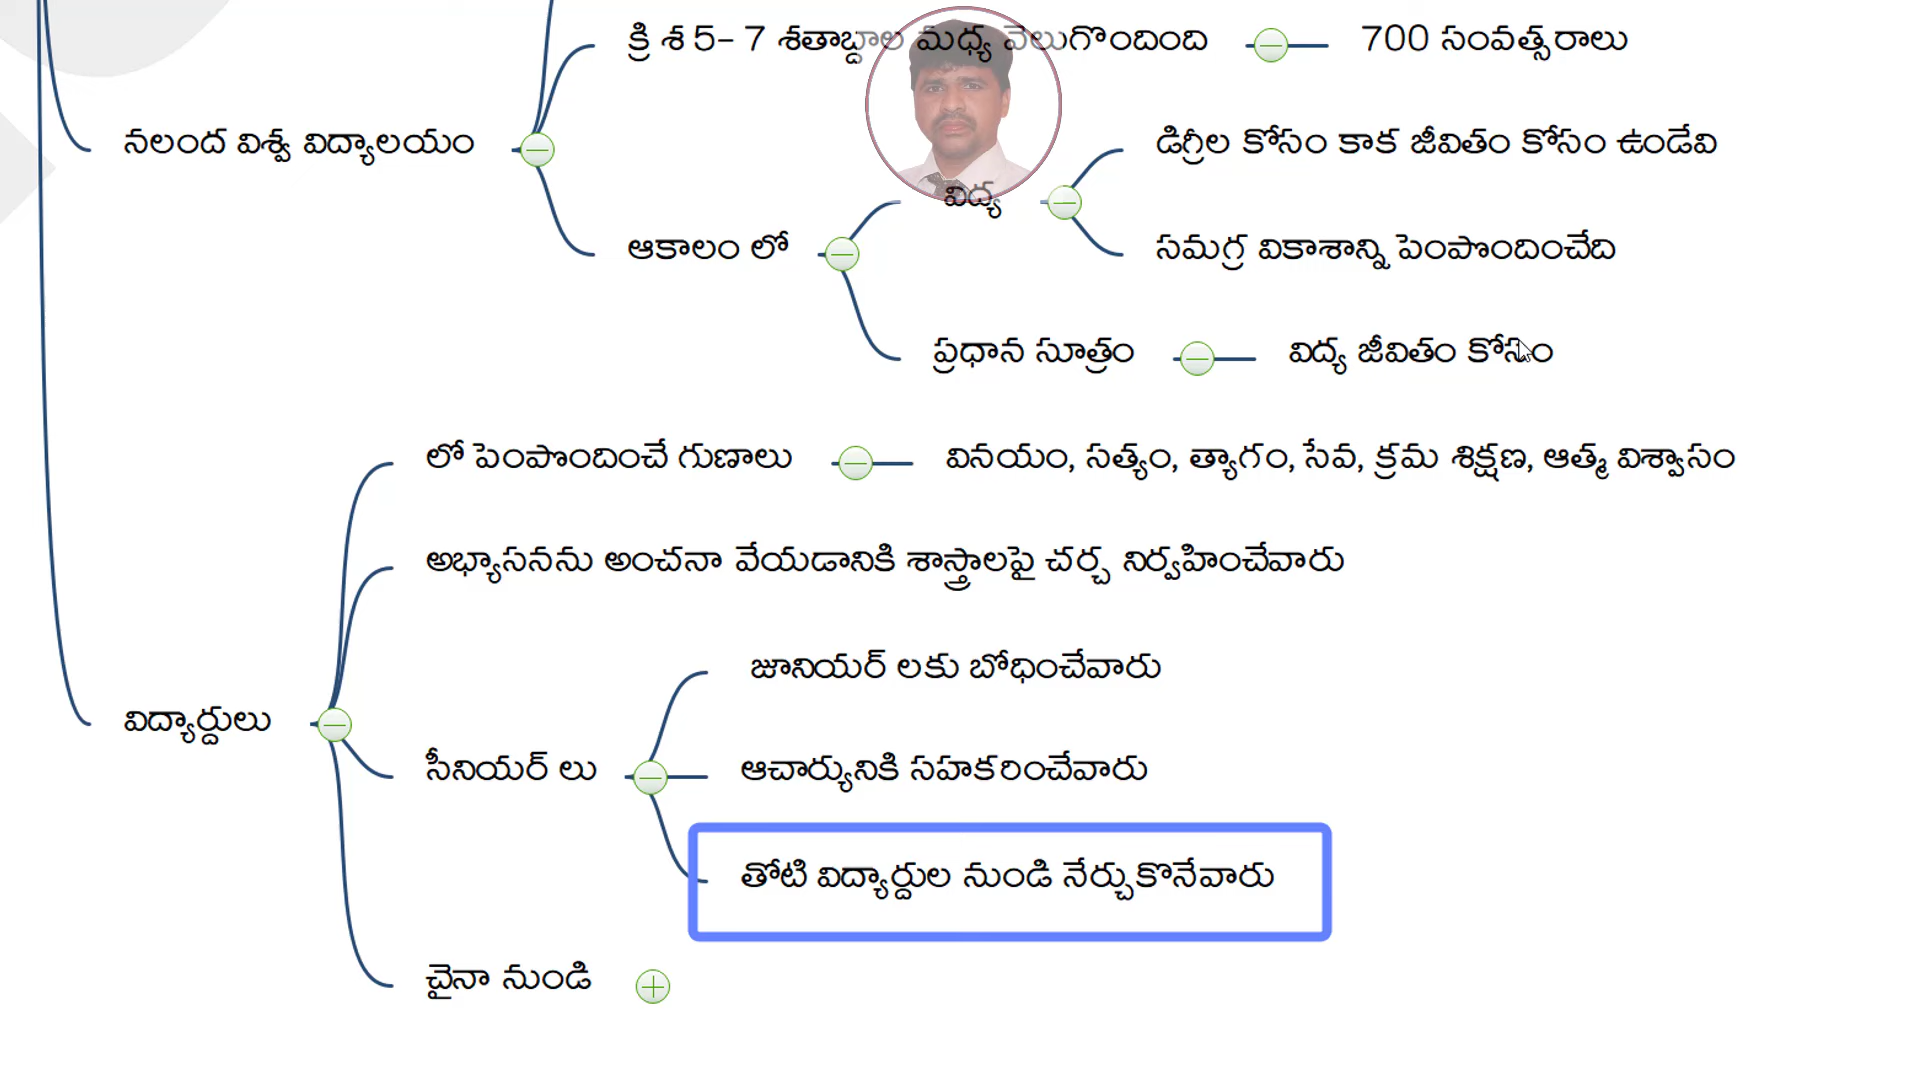 క్రి శ 5- 7 శతాబ్దాల మధ్య వెలుగొందింది
700 సంవత్సరాలు
నలంద విశ్వ విద్యాలయం
డిగ్రీల కోసం కాక జీవితం కోసం ఉండేవి
విద్య
ఆకాలం లో
సమగ్ర వికాశాన్ని పెంపొందించేది
ప్రధాన సూత్రం
విద్య జీవితం కోసం
లో పెంపొందించే గుణాలు
వినయం, సత్యం, త్యాగం, సేవ, క్రమ శిక్షణ, ఆత్మ విశ్వాసం
అభ్యాసనను అంచనా వేయడానికి శాస్త్రాలపై చర్చ నిర్వహించేవారు
జూనియర్ లకు బోధించేవారు
విద్యార్దులు
సీనియర్ లు
ఆచార్యునికి సహకరించేవారు
తోటి విద్యార్దుల నుండి నేర్చుకొనేవారు
చైనా నుండి